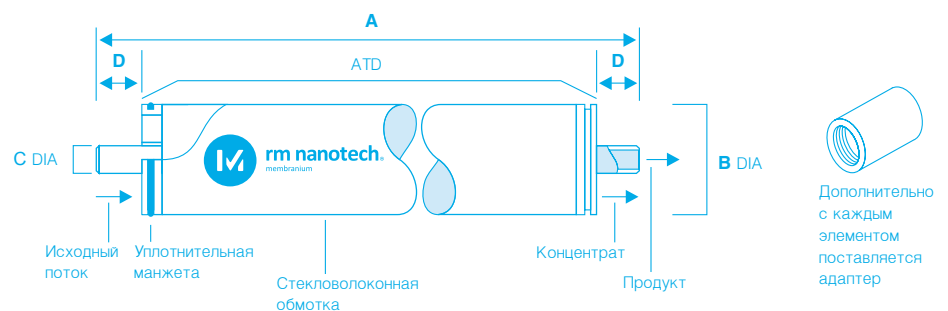 A
D
ATD
D
C DIA
rm nanotech®
membranium
B DIA
Исходный
поток
Уплотнительная
манжета
Стекловолоконная
обмотка
Концентрат
Продукт
Дополнительно
с каждым
элементом
поставляется
адаптер